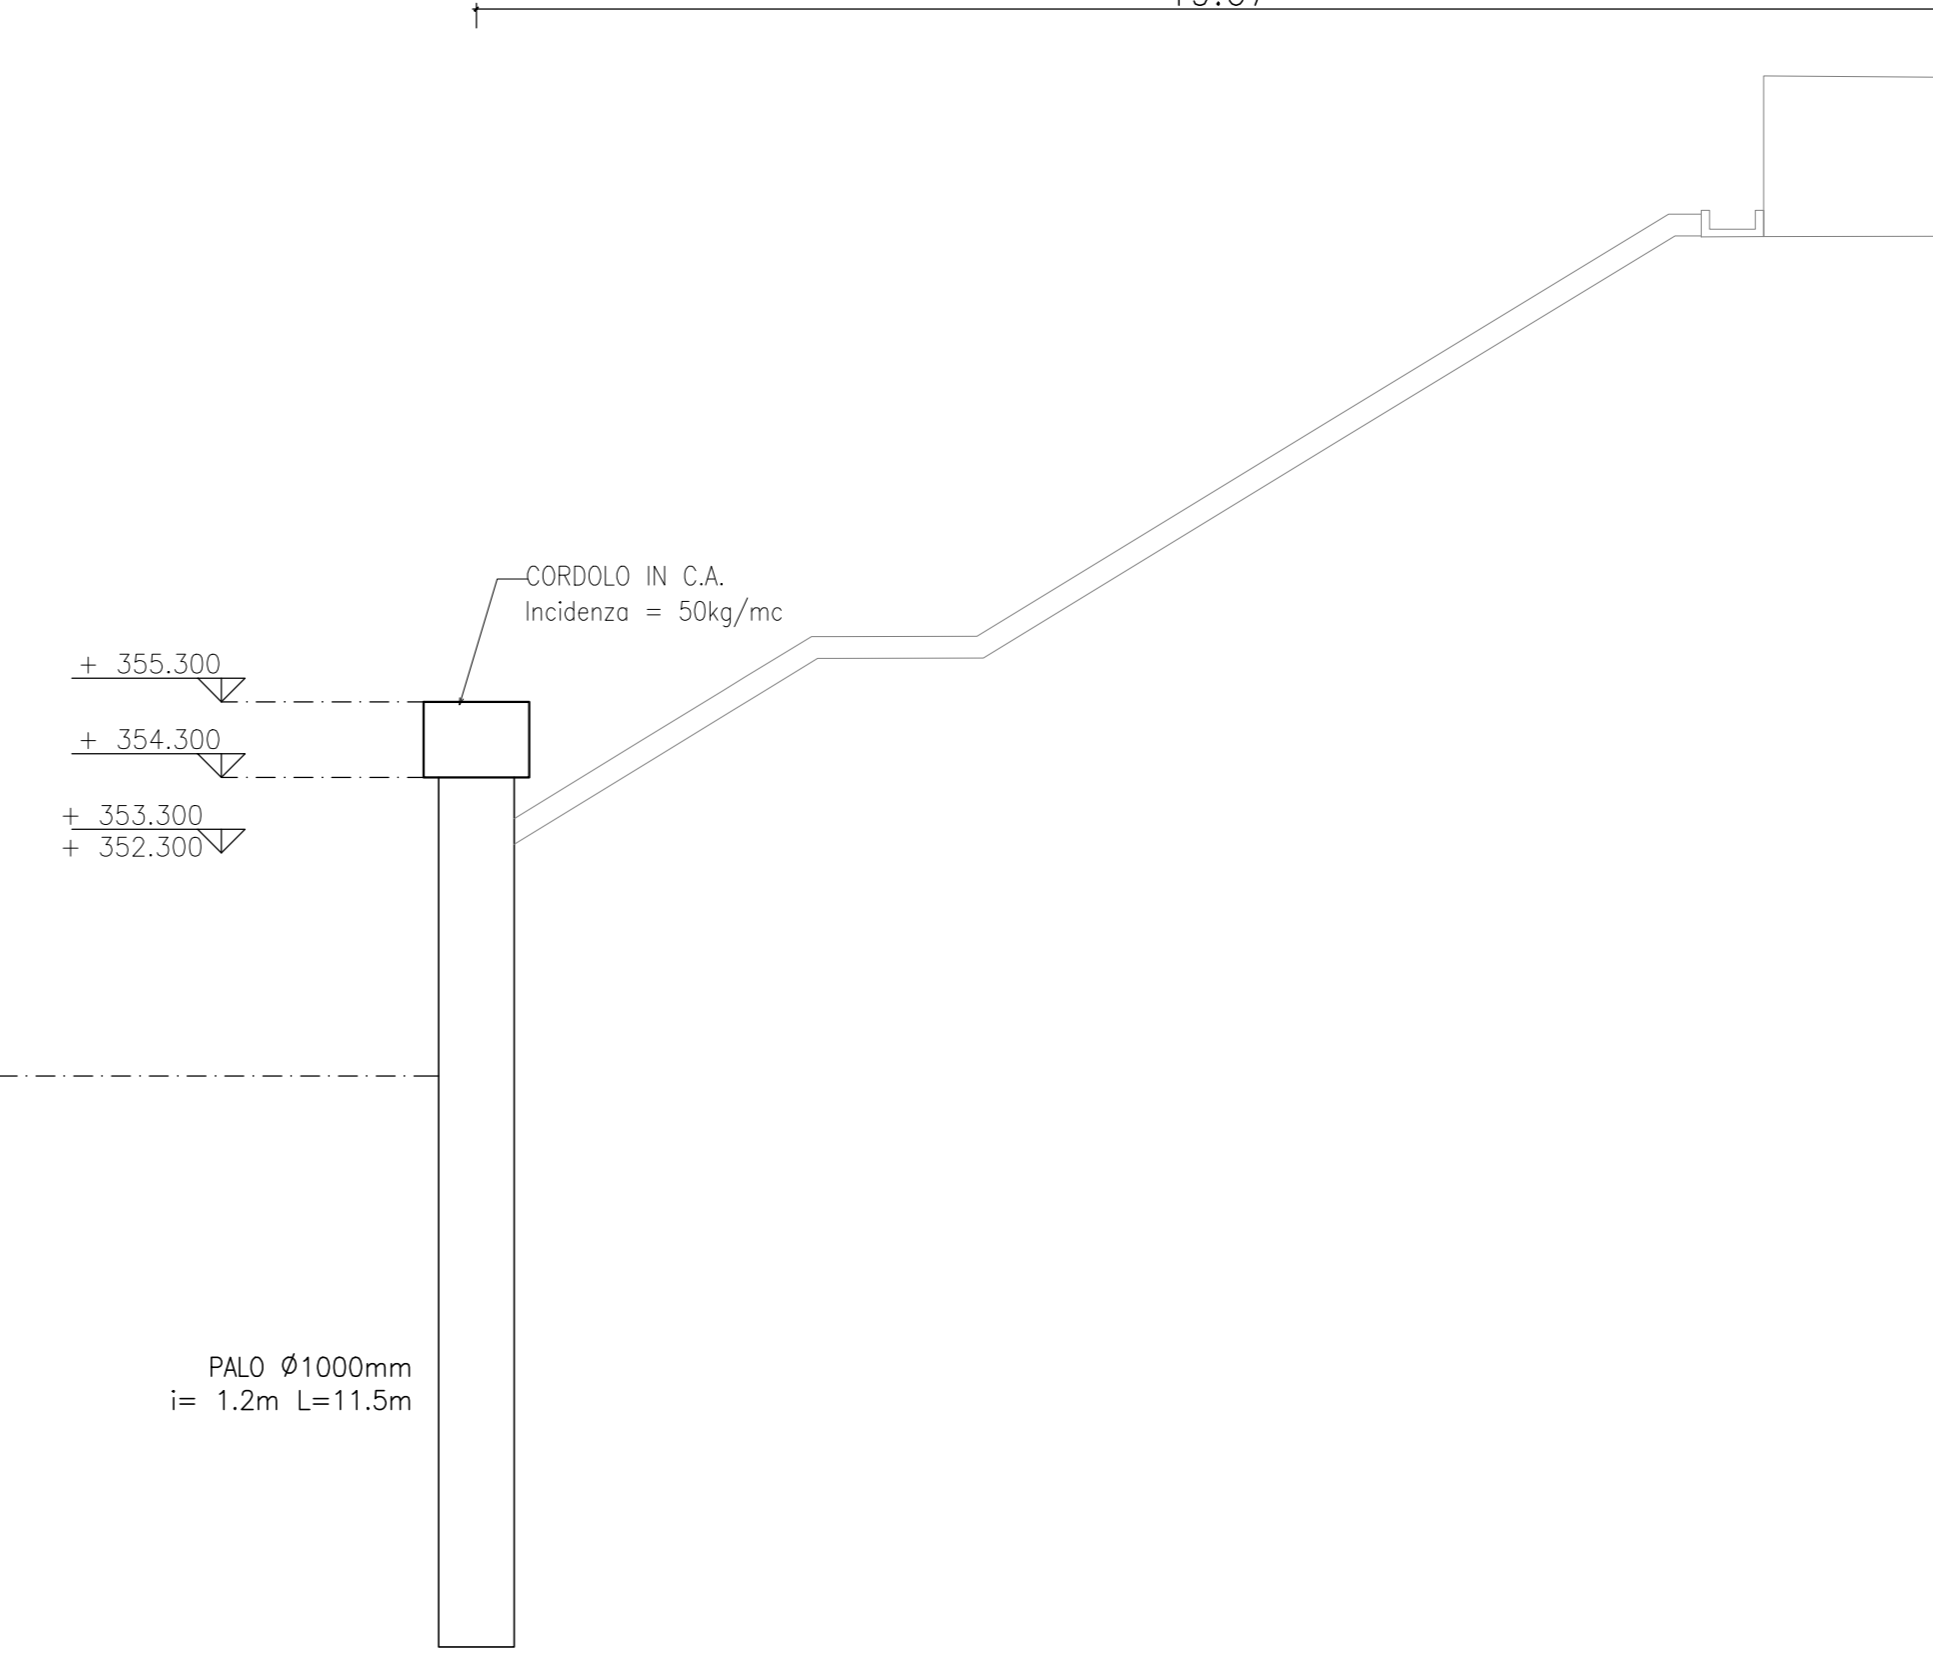 CORDOLO IN C.A.
Incidenza = 50kg/mc
+ 355.300
+ 354.300
+ 353.300
+ 352.300
PALO Ø1000mm
i= 1.2m L=11.5m